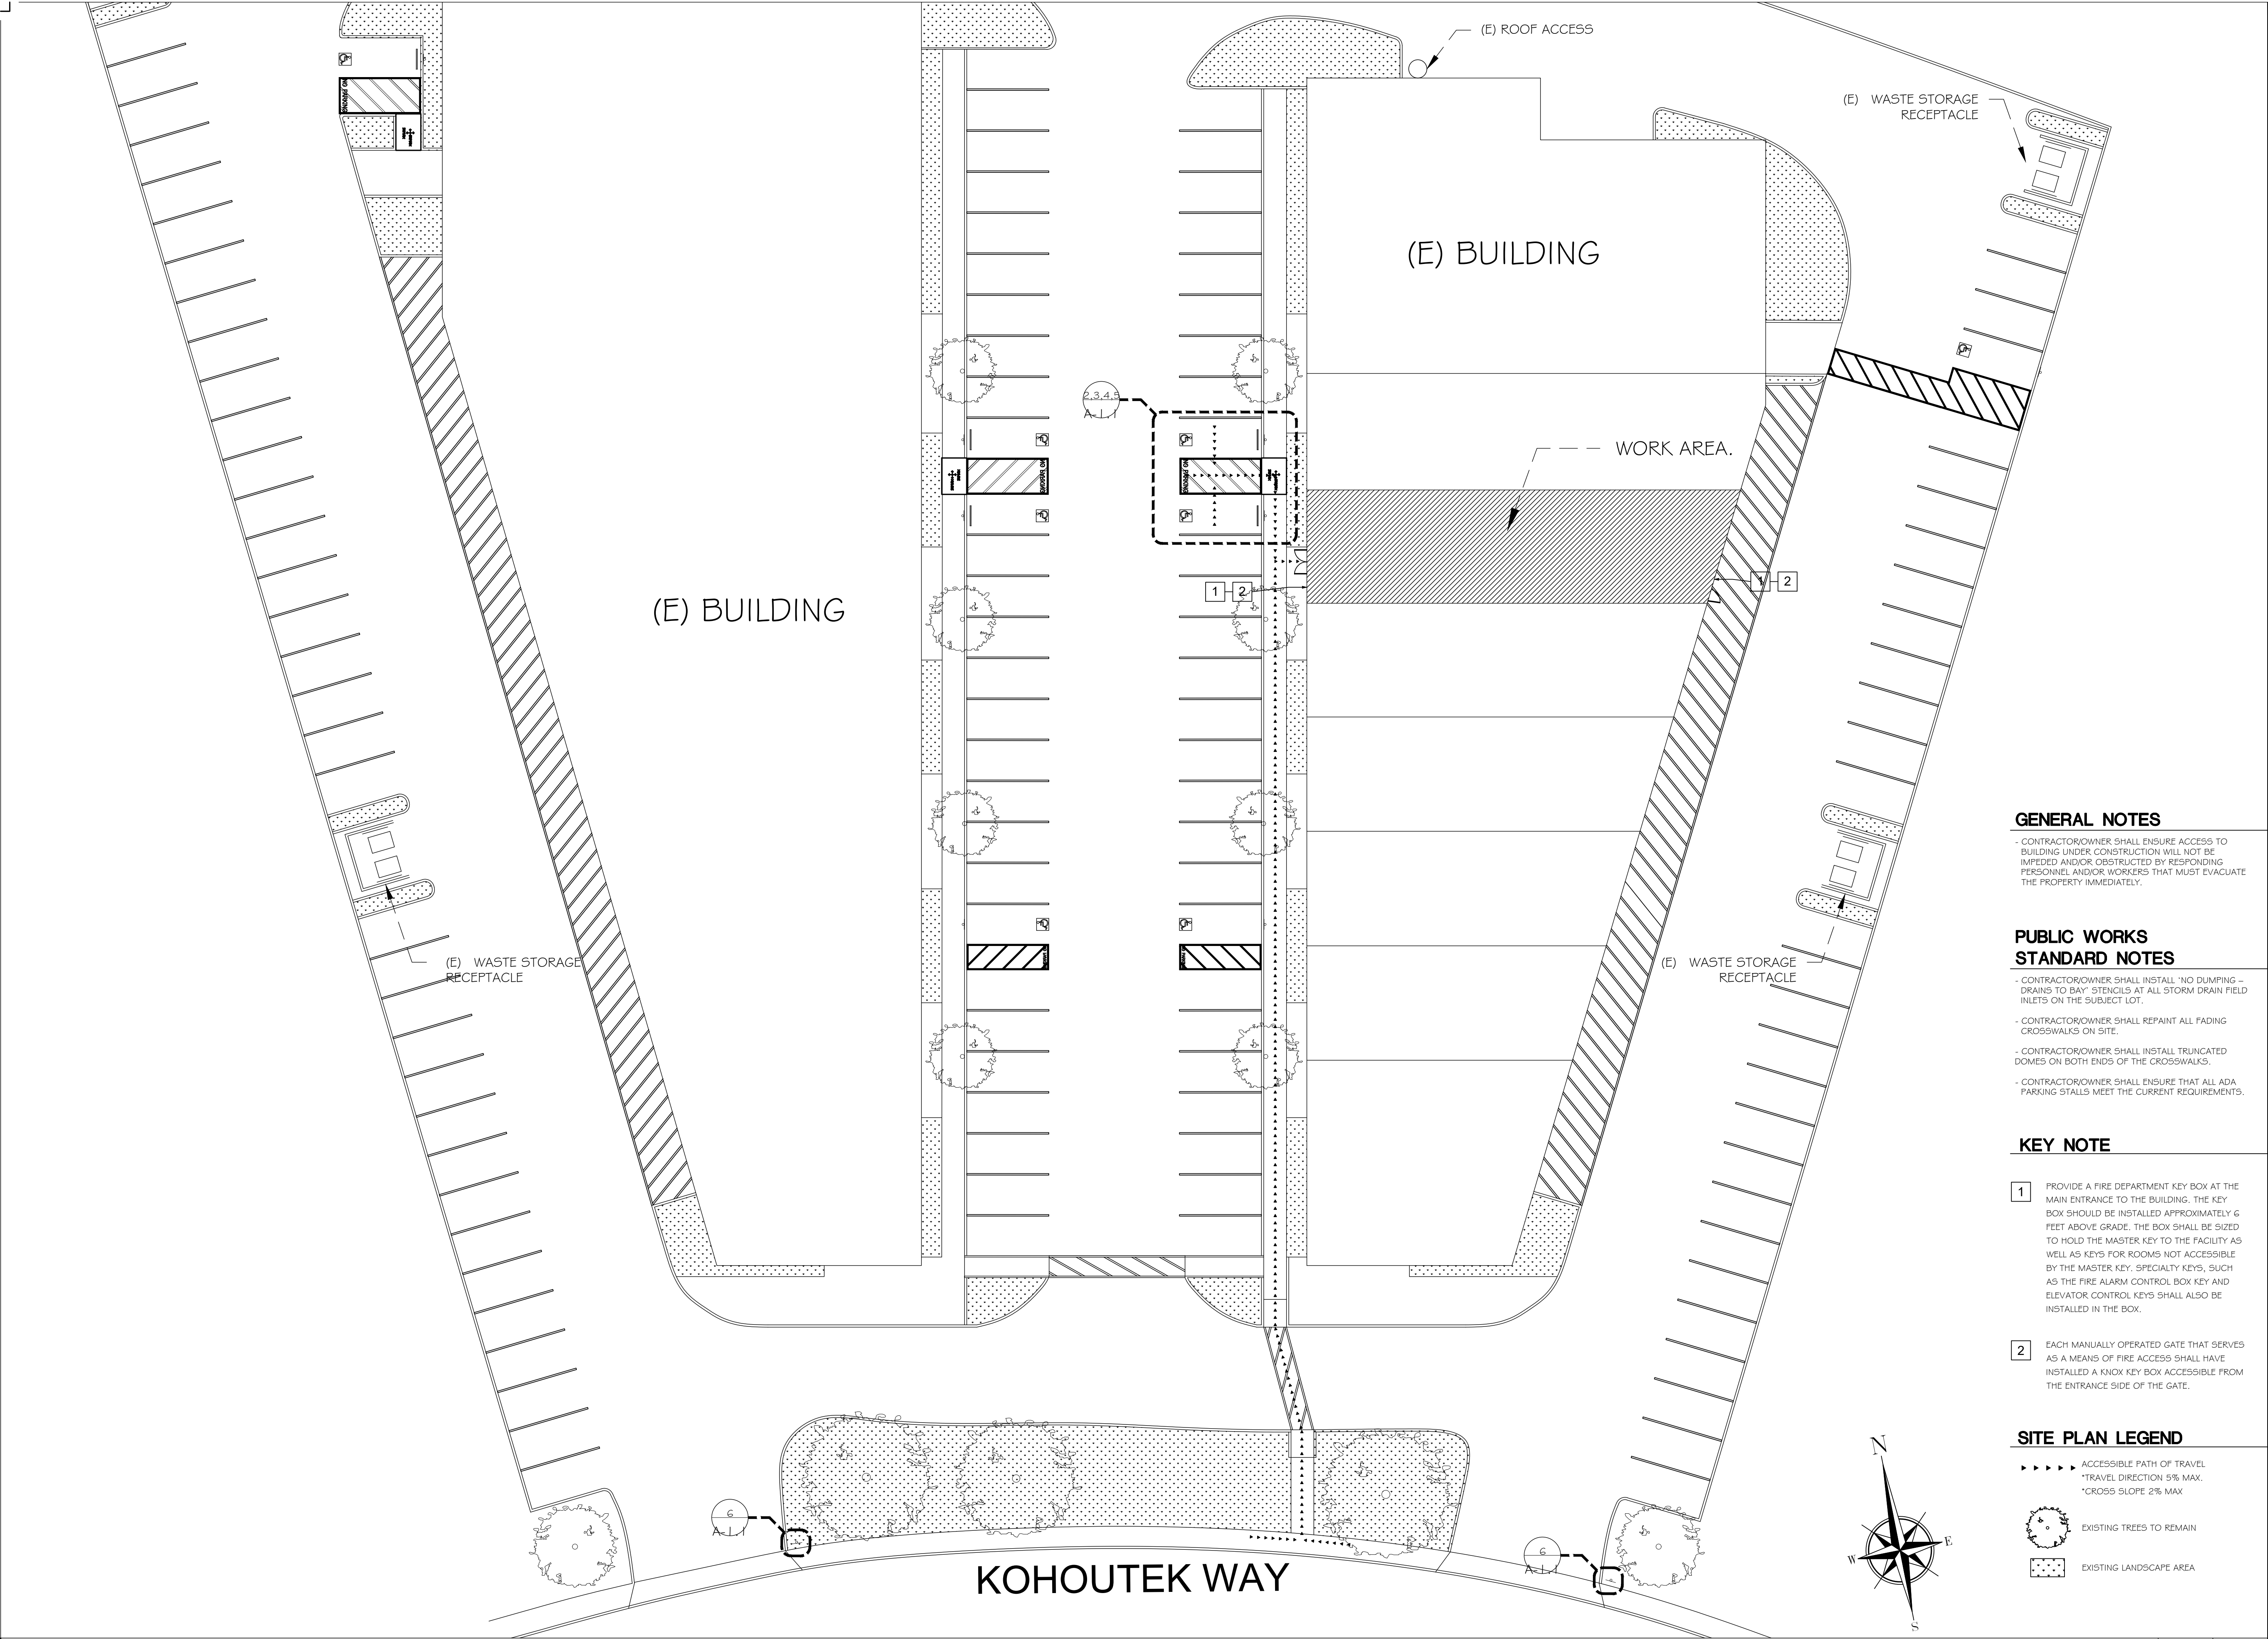 (E) ROOF ACCESS
(E) WASTE STORAGE
RECEPTACLE
NO PARKING
(E) BUILDING
2,3,4,5
A-1.1
WORK AREA.
NO PARKING
NO PARKING
1 2
1 2
(E) BUILDING
(E) WASTE STORAGE
RECEPTACLE
(E) WASTE STORAGE
RECEPTACLE
6
A-1.1
6
A-1.1
KOHOUTEK WAY
GENERAL NOTES
- CONTRACTOR/OWNER SHALL ENSURE ACCESS TO
BUILDING UNDER CONSTRUCTION WILL NOT BE
IMPEDED AND/OR OBSTRUCTED BY RESPONDING
PERSONNEL AND/OR WORKERS THAT MUST EVACUATE
THE PROPERTY IMMEDIATELY.
PUBLIC WORKS
STANDARD NOTES
- CONTRACTOR/OWNER SHALL INSTALL "NO DUMPING –
DRAINS TO BAY" STENCILS AT ALL STORM DRAIN FIELD
INLETS ON THE SUBJECT LOT.
- CONTRACTOR/OWNER SHALL REPAINT ALL FADING
CROSSWALKS ON SITE.
- CONTRACTOR/OWNER SHALL INSTALL TRUNCATED
DOMES ON BOTH ENDS OF THE CROSSWALKS.
- CONTRACTOR/OWNER SHALL ENSURE THAT ALL ADA
PARKING STALLS MEET THE CURRENT REQUIREMENTS.
KEY NOTE
1 PROVIDE A FIRE DEPARTMENT KEY BOX AT THE
MAIN ENTRANCE TO THE BUILDING. THE KEY
BOX SHOULD BE INSTALLED APPROXIMATELY 6
FEET ABOVE GRADE. THE BOX SHALL BE SIZED
TO HOLD THE MASTER KEY TO THE FACILITY AS
WELL AS KEYS FOR ROOMS NOT ACCESSIBLE
BY THE MASTER KEY. SPECIALTY KEYS, SUCH
AS THE FIRE ALARM CONTROL BOX KEY AND
ELEVATOR CONTROL KEYS SHALL ALSO BE
INSTALLED IN THE BOX.
2 EACH MANUALLY OPERATED GATE THAT SERVES
AS A MEANS OF FIRE ACCESS SHALL HAVE
INSTALLED A KNOX KEY BOX ACCESSIBLE FROM
THE ENTRANCE SIDE OF THE GATE.
SITE PLAN LEGEND
ACCESSIBLE PATH OF TRAVEL
*TRAVEL DIRECTION 5% MAX.
*CROSS SLOPE 2% MAX
EXISTING TREES TO REMAIN
EXISTING LANDSCAPE AREA
N
W
E
S